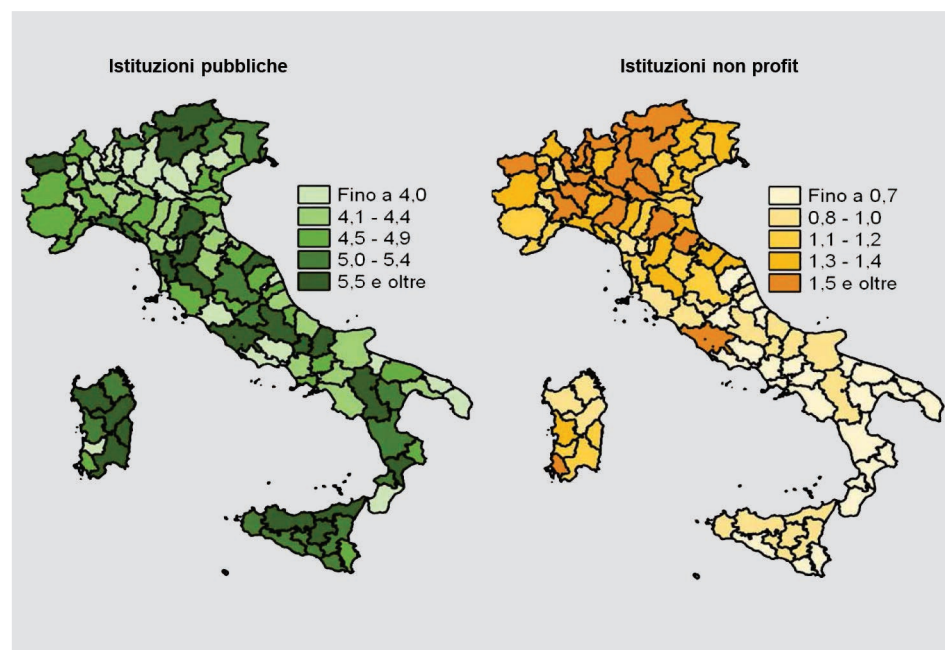 Istituzioni pubbliche
Fino a 4,0
4,1 - 4,4
4,5 - 4,9
5,0 - 5,4
5,5 e oltre
Istituzioni non profit
Fino a 0,7
0,8 - 1,0
1,1 - 1,2
1,3 - 1,4
1,5 e oltre